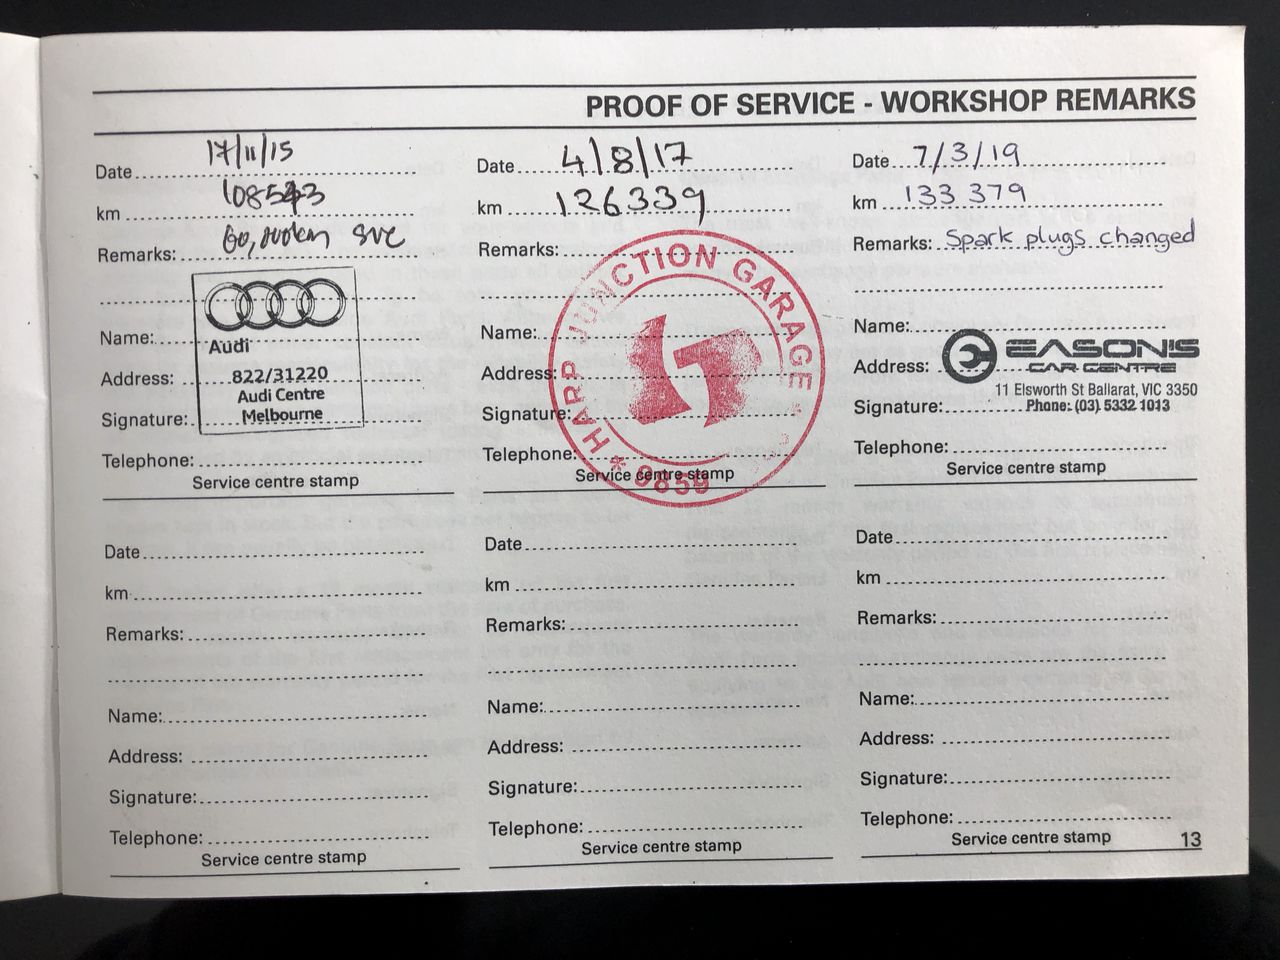 PROOF OF SERVICE - WORKSHOP REMARKS
Date 17/11/15
km 108543
Remarks: 60,000km svc
Name:
Address:
Signature:
Telephone:
Audi
822/31220
Audi Centre
Melbourne
Service centre stamp
Date 4/8/17
km 126339
Remarks:
Name:
Address:
Signature:
Telephone:
HARP JUNCTION GARAGE
* 9859
Service centre stamp
Date 7/3/19
km 133 379
Remarks: Spark plugs changed
Name:
Address:
Signature:
Telephone:
EASON'S
CAR CENTRE
11 Elsworth St Ballarat, VIC 3350
Phone: (03) 5332 1013
Service centre stamp
Date
km
Remarks:
Name:
Address:
Signature:
Telephone:
Service centre stamp
Date
km
Remarks:
Name:
Address:
Signature:
Telephone:
Service centre stamp
Date
km
Remarks:
Name:
Address:
Signature:
Telephone:
Service centre stamp
13